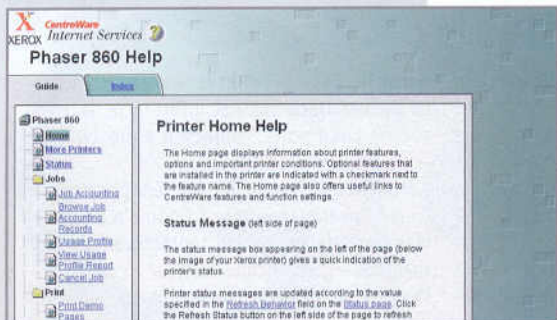 XEROX
CentreWare
Internet Services
Phaser 860 Help
Guide
Index
Phaser 860
Home
More Printers
Status
Jobs
Job Accounting
Browse Job
Accounting
Records
Usage Profile
View Usage
Profile Report
Cancel Job
Print
Print Demo
Pages
Printer Home Help
The Home page displays information about printer features,
options and important printer conditions. Optional features that
are installed in the printer are indicated with a checkmark next to
the feature name. The Home page also offers useful links to
CentreWare features and function settings.
Status Message (left side of page)
The status message box appearing on the left of the page (below
the image of your Xerox printer) gives a quick indication of the
printer's status.
Printer status messages are updated according to the value
specified in the Refresh Behavior field on the Status page. Click
the Refresh Status button on the left side of the page to refresh